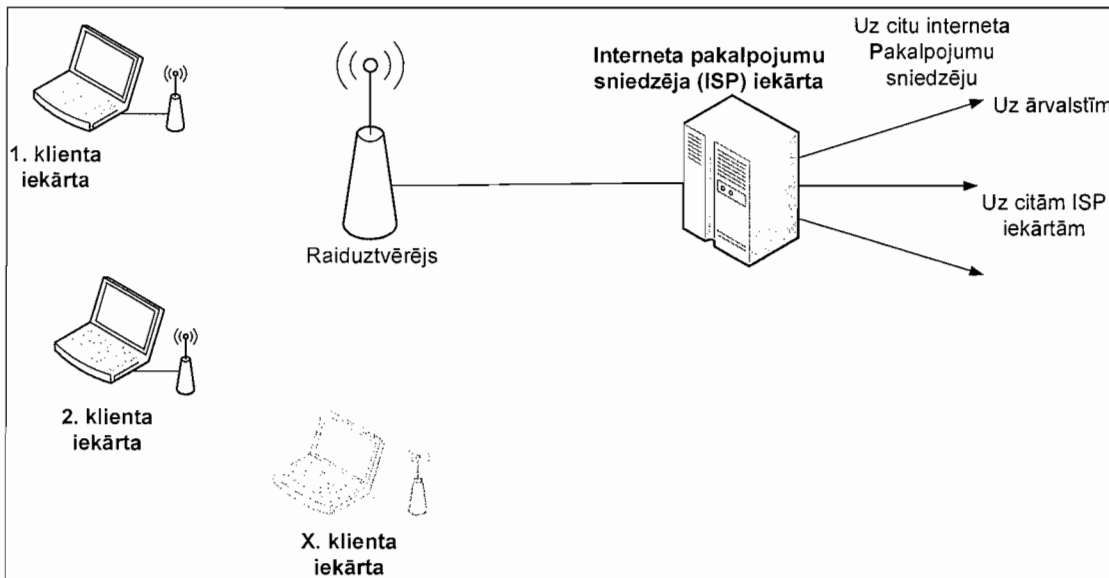 Uz citu interneta
Pakalpojumu
sniedzēju
Interneta pakalpojumu
sniedzēja (ISP) iekārta
Uz ārvalstīm
1. klienta
iekārta
Uz citām ISP
iekārtām
Raiduztvērējs
2. klienta
iekārta
X. klienta
iekārta